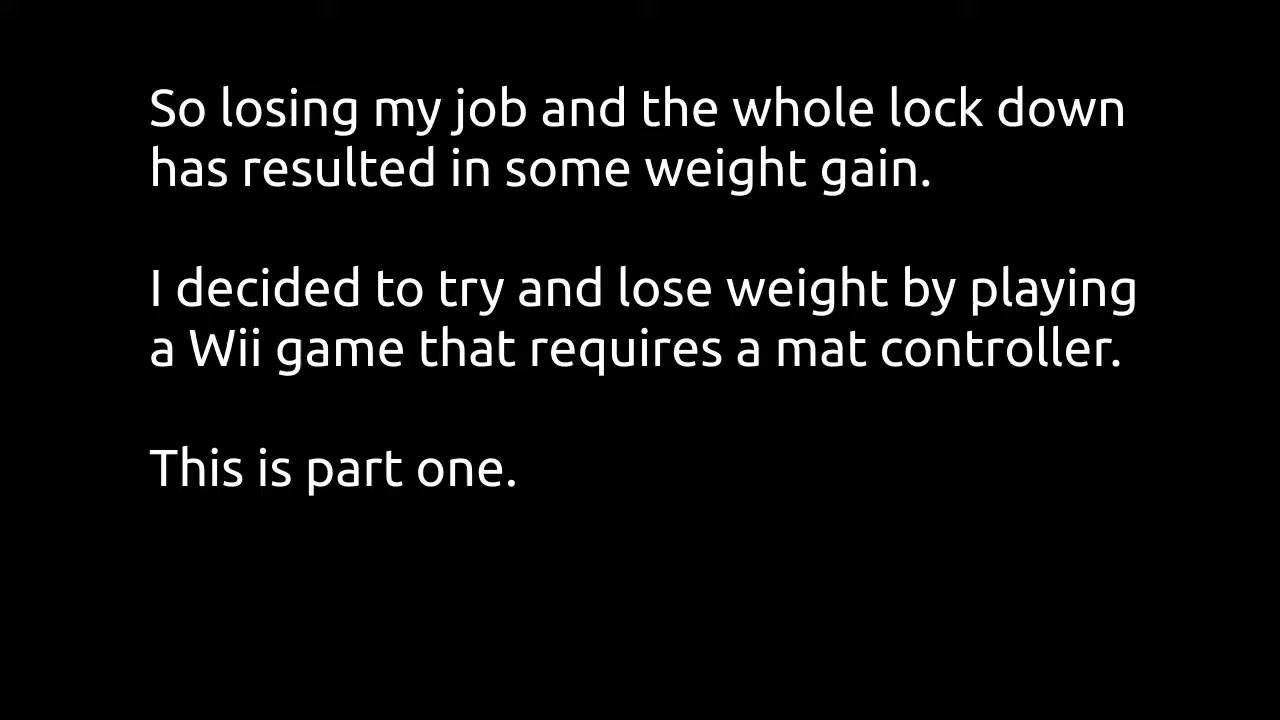 So losing my job and the whole lock down
has resulted in some weight gain.
I decided to try and lose weight by playing
a Wii game that requires a mat controller.
This is part one.